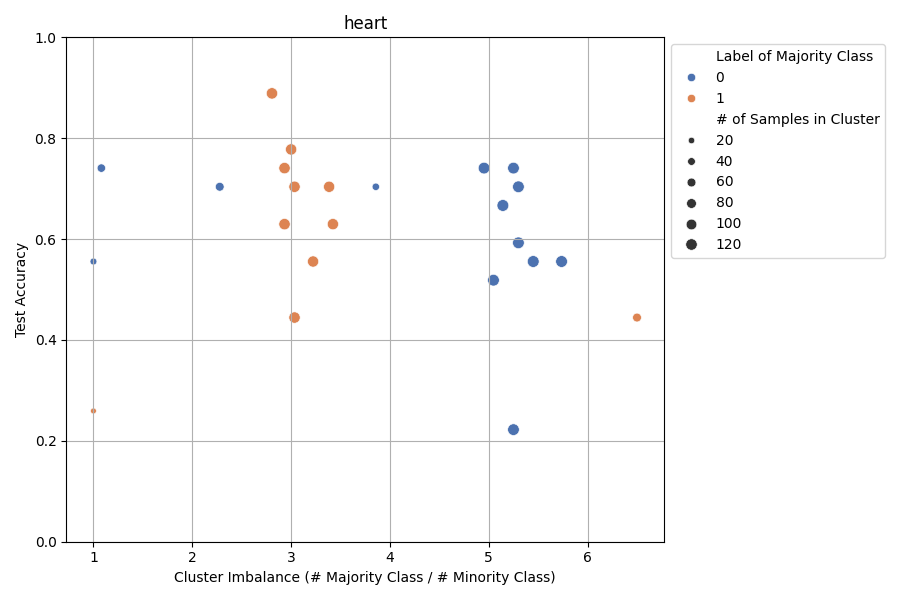 heart
1.0
0.8
0.6
0.4
0.2
0.0
Test Accuracy
1 2 3 4 5 6
Cluster Imbalance (# Majority Class / # Minority Class)
Label of Majority Class
0
1
# of Samples in Cluster
20
40
60
80
100
120